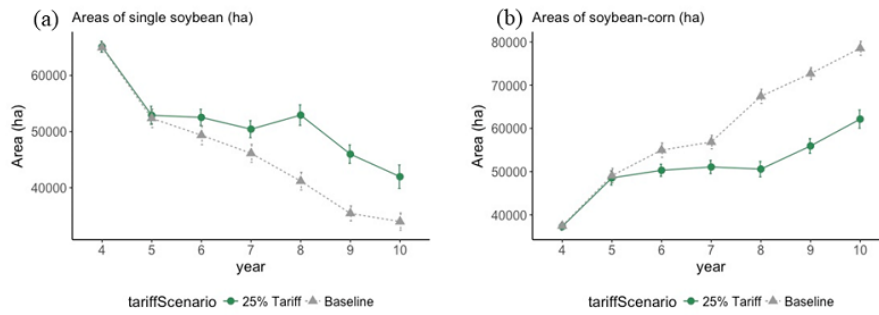 (a) Areas of single soybean (ha)
60000
50000
40000
Area (ha)
4 5 6 7 8 9 10
year
tariffScenario 25% Tariff Baseline
(b) Areas of soybean-corn (ha)
80000
70000
60000
50000
40000
Area (ha)
4 5 6 7 8 9 10
year
tariffScenario 25% Tariff Baseline